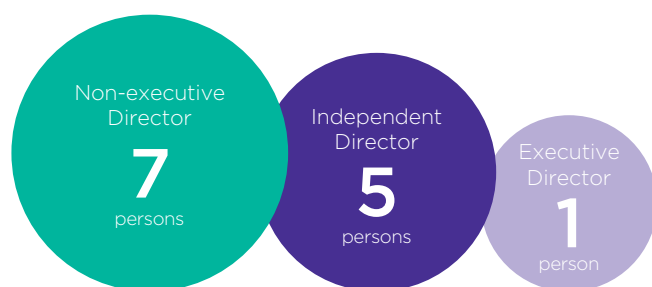 Non-executive
Director
7
persons
Independent
Director
5
persons
Executive
Director
1
person